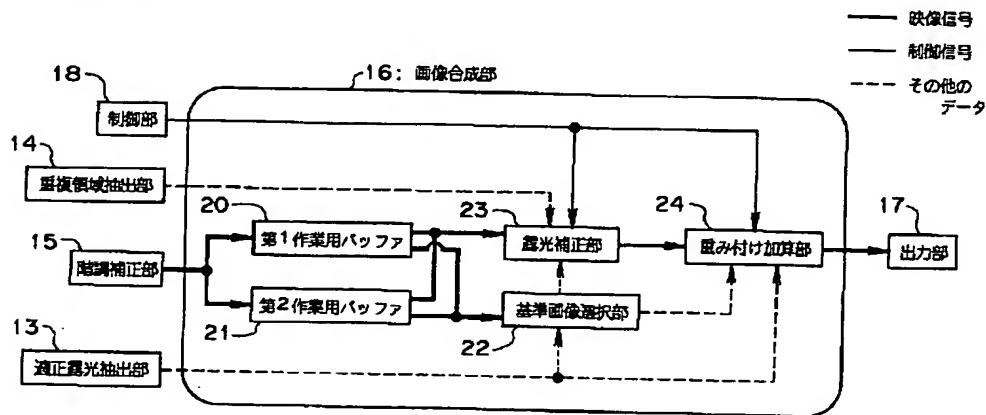 映像信号
制御信号
その他の
データ
16: 画像合成部
18
制御部
14
重複領域抽出部
20
23
24
17
15
第1作業用バッファ
露光補正部
重み付け加算部
出力部
階調補正部
第2作業用バッファ
基準画像選択部
21
22
13
適正露光抽出部